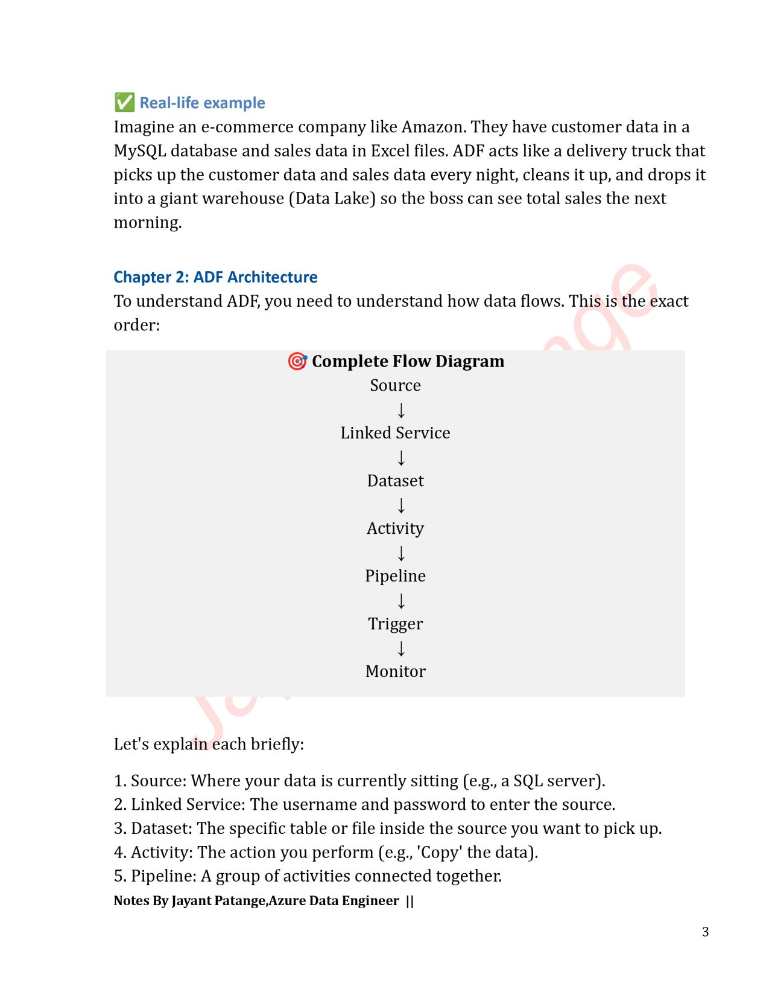 ✅ Real-life example
Imagine an e-commerce company like Amazon. They have customer data in a
MySQL database and sales data in Excel files. ADF acts like a delivery truck that
picks up the customer data and sales data every night, cleans it up, and drops it
into a giant warehouse (Data Lake) so the boss can see total sales the next
morning.
Chapter 2: ADF Architecture
To understand ADF, you need to understand how data flows. This is the exact
order:
🎯 Complete Flow Diagram
Source
↓
Linked Service
↓
Dataset
↓
Activity
↓
Pipeline
↓
Trigger
↓
Monitor
Let's explain each briefly:
1. Source: Where your data is currently sitting (e.g., a SQL server).
2. Linked Service: The username and password to enter the source.
3. Dataset: The specific table or file inside the source you want to pick up.
4. Activity: The action you perform (e.g., 'Copy' the data).
5. Pipeline: A group of activities connected together.
Notes By Jayant Patange,Azure Data Engineer ||
3